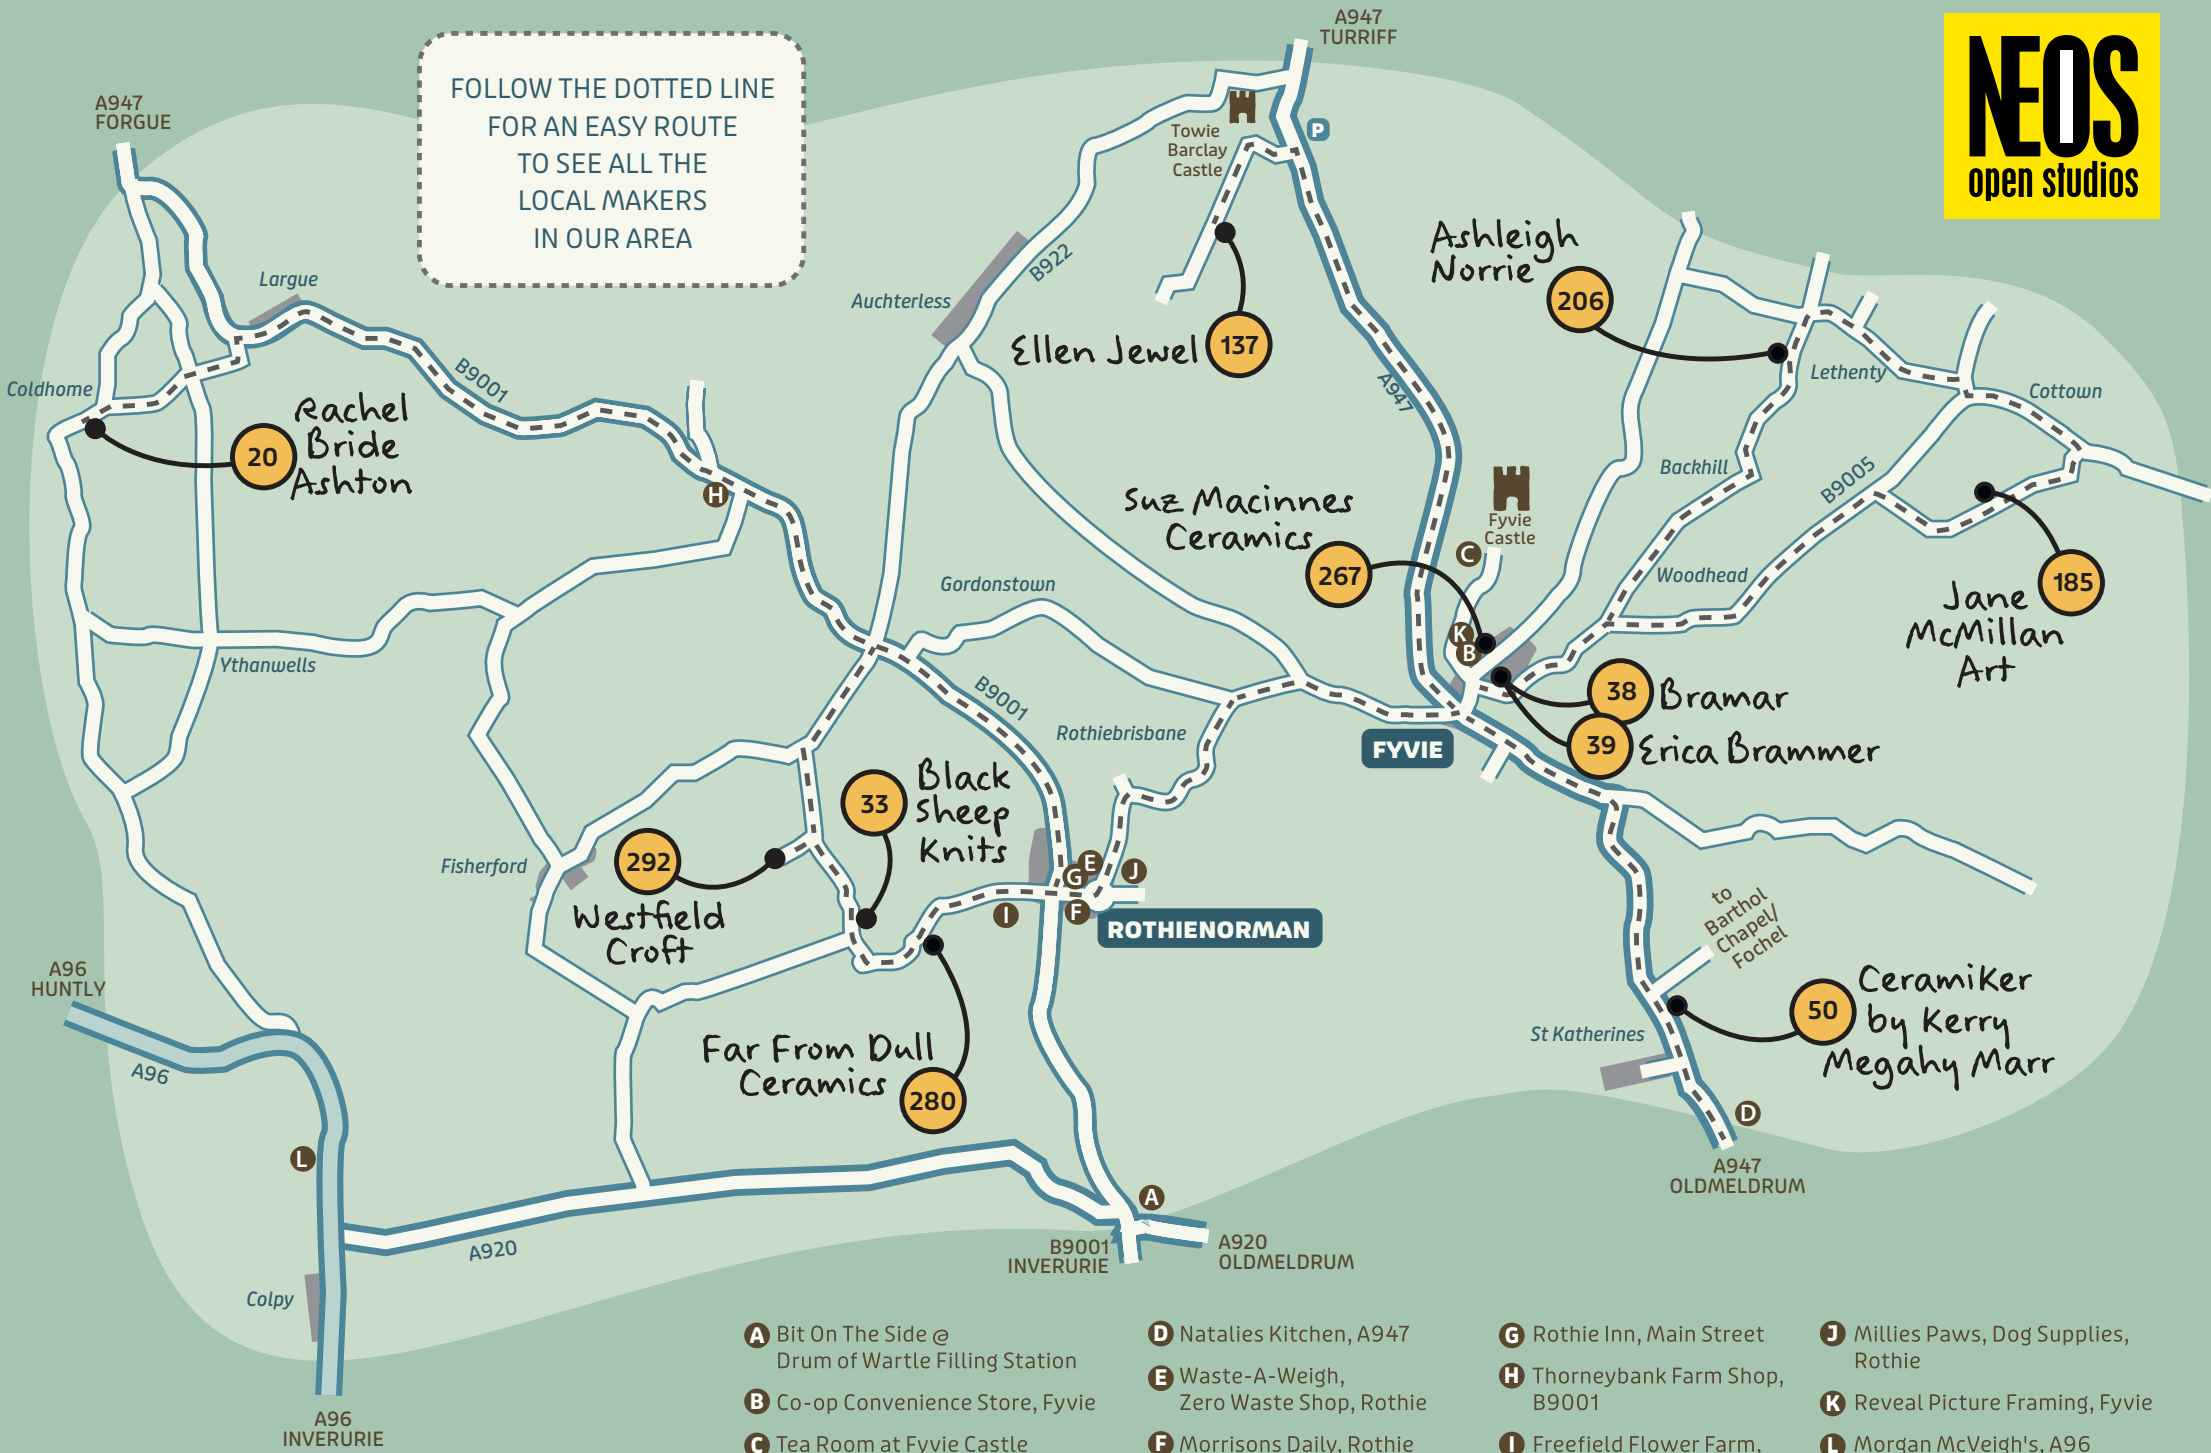 A947
TURRIFF
NEOS
open studios
FOLLOW THE DOTTED LINE
FOR AN EASY ROUTE
TO SEE ALL THE
LOCAL MAKERS
IN OUR AREA
A947
FORGUE
Towie
Barclay
Castle
P
Largue
Auchterless
B922
Ashleigh
Norrie
206
Ellen Jewel
137
Coldhome
B9001
A947
Lethenty
Cottown
Rachel
Bride
Ashton
20
H
Backhill
B9005
Suz Macinnes
Ceramics
267
Fyvie
Castle
C
Gordonstown
Woodhead
185
Jane
McMillan
Art
K
B
Ythanwells
B9001
38
Bramar
39
Erica Brammer
Rothiebrisbane
FYVIE
33
Black
Sheep
Knits
Fisherford
292
Westfield
Croft
E
G
J
F
I
ROTHIENORMAN
to
Barthol
Chapel/
Fochel
A96
HUNTLY
A96
Far From Dull
Ceramics
280
St Katherines
50
Ceramiker
by Kerry
Megahy Marr
D
A947
OLDMELDRUM
L
A
A920
B9001
INVERURIE
A920
OLDMELDRUM
Colpy
A96
INVERURIE
A Bit On The Side @
Drum of Wartle Filling Station
B Co-op Convenience Store, Fyvie
C Tea Room at Fyvie Castle
D Natalies Kitchen, A947
E Waste-A-Weigh,
Zero Waste Shop, Rothie
F Morrisons Daily, Rothie
G Rothie Inn, Main Street
H Thorneybank Farm Shop,
B9001
I Freefield Flower Farm,
J Millies Paws, Dog Supplies,
Rothie
K Reveal Picture Framing, Fyvie
L Morgan McVeigh's, A96